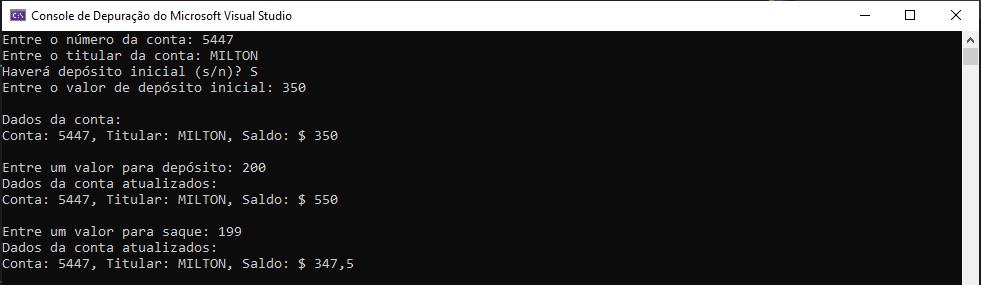 Console de Depuração do Microsoft Visual Studio
Entre o número da conta: 5447
Entre o titular da conta: MILTON
Haverá depósito inicial (s/n)? S
Entre o valor de depósito inicial: 350
Dados da conta:
Conta: 5447, Titular: MILTON, Saldo: $ 350
Entre um valor para depósito: 200
Dados da conta atualizados:
Conta: 5447, Titular: MILTON, Saldo: $ 550
Entre um valor para saque: 199
Dados da conta atualizados:
Conta: 5447, Titular: MILTON, Saldo: $ 347,5